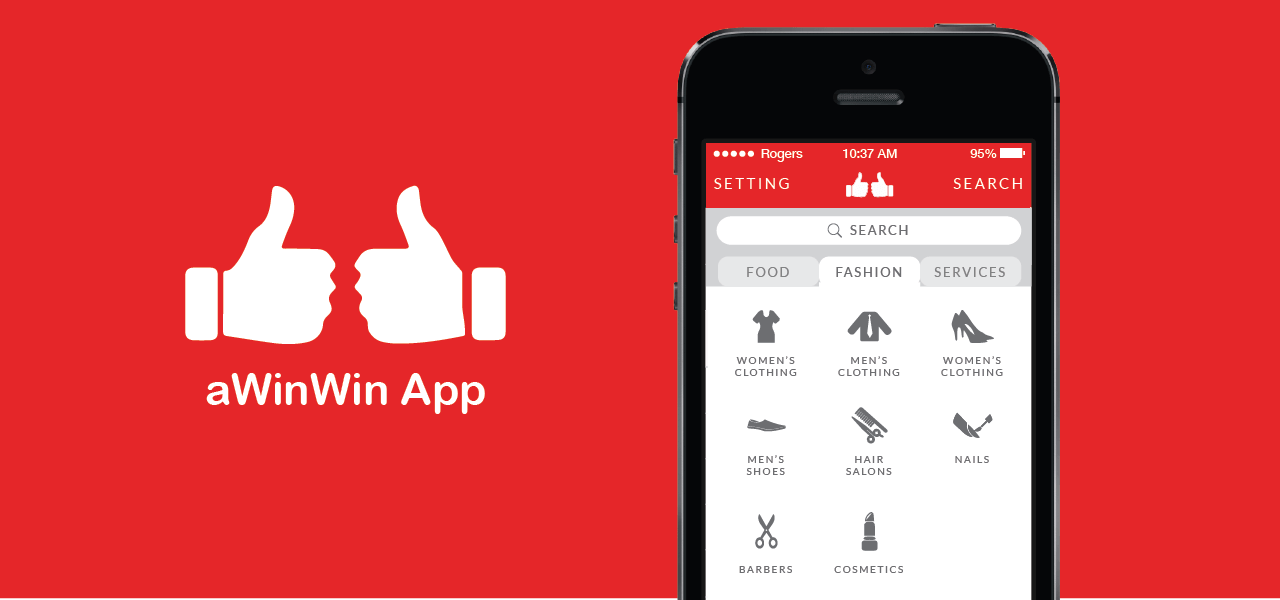 aWinWin App
Rogers 10:37 AM 95%
SETTING SEARCH
SEARCH
FOOD FASHION SERVICES
WOMEN'S
CLOTHING
MEN'S
CLOTHING
WOMEN'S
CLOTHING
MEN'S
SHOES
HAIR
SALONS
NAILS
BARBERS
COSMETICS